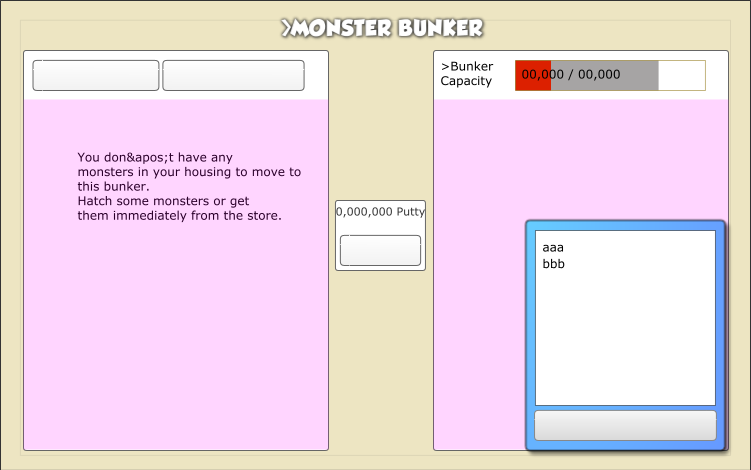 >MONSTER BUNKER
>Bunker
Capacity
00,000 / 00,000
You don&apos;t have any
monsters in your housing to move to
this bunker.
Hatch some monsters or get
them immediately from the store.
0,000,000 Putty
aaa
bbb